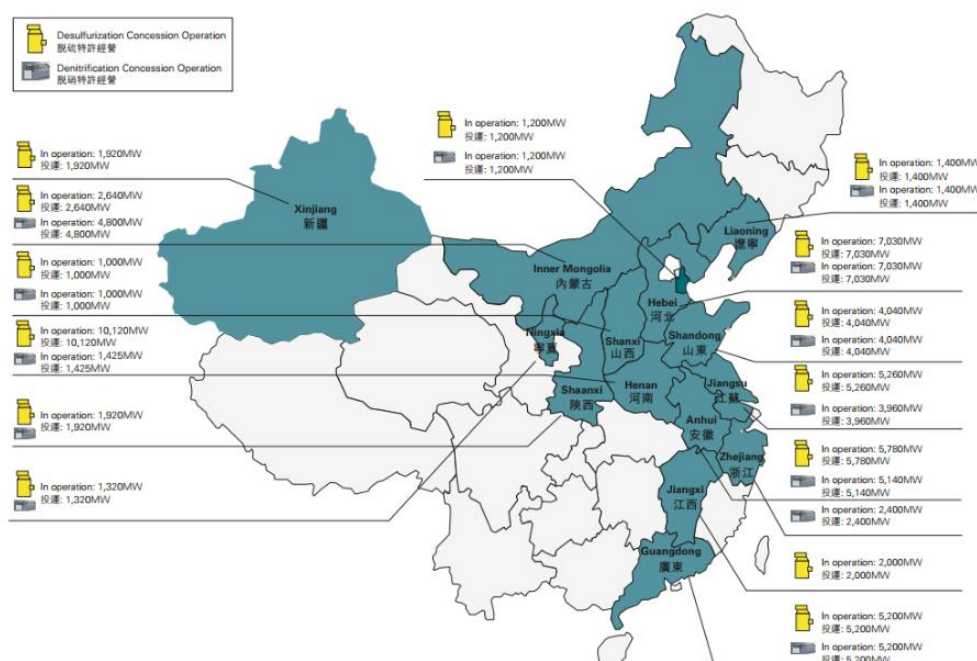 Desulfurization Concession Operation
脫硫特許經營
Denitrification Concession Operation
脫硝特許經營
In operation: 1,920MW
投運: 1,920MW
In operation: 2,640MW
投運: 2,640MW
In operation: 4,800MW
投運: 4,800MW
In operation: 1,000MW
投運: 1,000MW
In operation: 1,000MW
投運: 1,000MW
In operation: 10,120MW
投運: 10,120MW
In operation: 1,425MW
投運: 1,425MW
In operation: 1,920MW
投運: 1,920MW
In operation: 1,320MW
投運: 1,320MW
In operation: 1,200MW
投運: 1,200MW
In operation: 1,200MW
投運: 1,200MW
Xinjiang
新疆
Inner Mongolia
內蒙古
Liaoning
遼寧
Hebei
河北
Ningxia
寧夏
Shanxi
山西
Shandong
山東
Shaanxi
陝西
Henan
河南
Jiangsu
江蘇
Anhui
安徽
Zhejiang
浙江
Jiangxi
江西
Guangdong
廣東
In operation: 1,400MW
投運: 1,400MW
In operation: 1,400MW
投運: 1,400MW
In operation: 7,030MW
投運: 7,030MW
In operation: 7,030MW
投運: 7,030MW
In operation: 4,040MW
投運: 4,040MW
In operation: 4,040MW
投運: 4,040MW
In operation: 5,260MW
投運: 5,260MW
In operation: 3,960MW
投運: 3,960MW
In operation: 5,780MW
投運: 5,780MW
In operation: 5,140MW
投運: 5,140MW
In operation: 2,400MW
投運: 2,400MW
In operation: 2,000MW
投運: 2,000MW
In operation: 5,200MW
投運: 5,200MW
In operation: 5,200MW
投運: 5,200MW